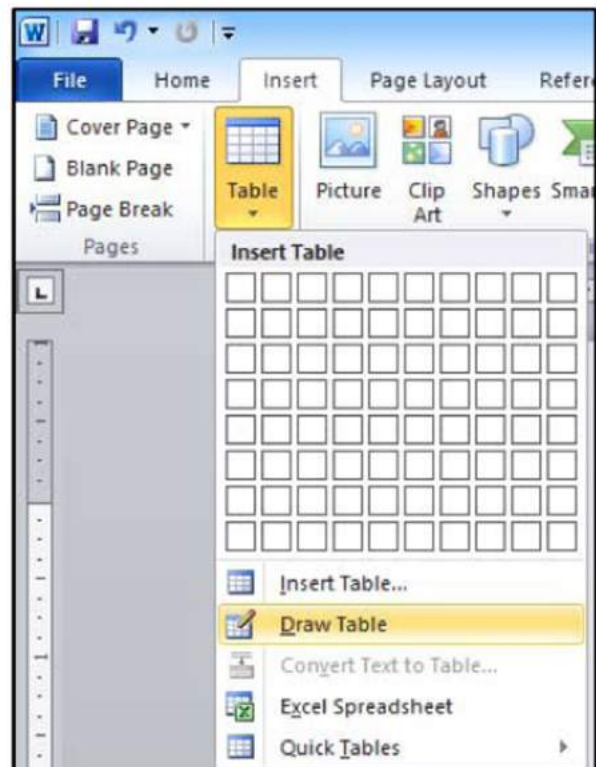 W
File Home Insert Page Layout Refer
Cover Page
Blank Page
Page Break
Pages
Table
Picture
Clip
Art
Shapes
Smar
Insert Table
L
Insert Table...
Draw Table
Convert Text to Table...
Excel Spreadsheet
Quick Tables